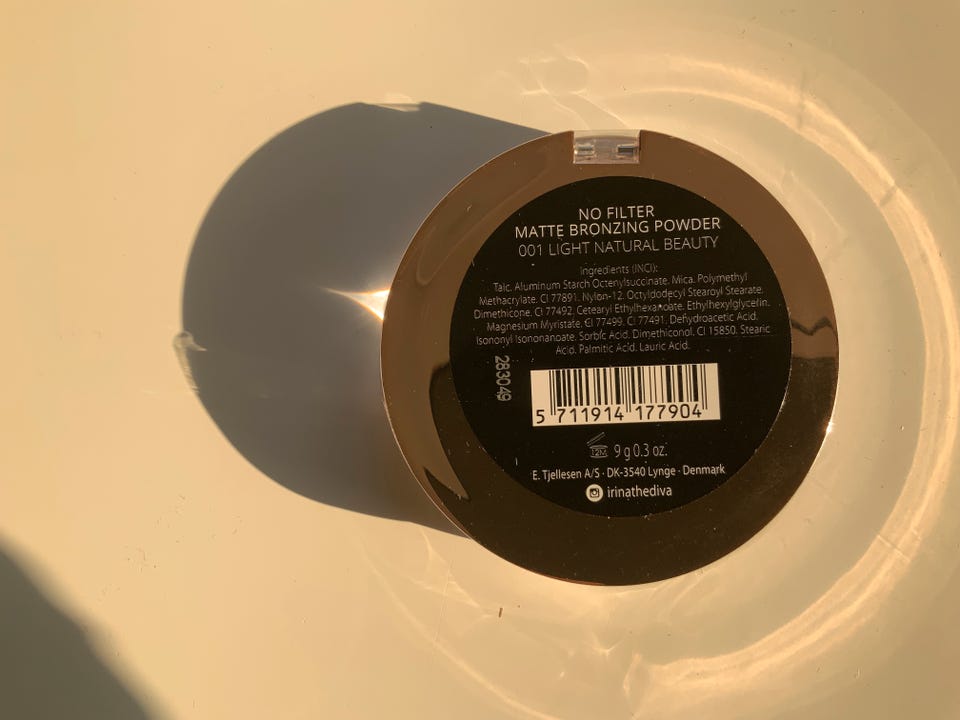 NO FILTER
MATTE BRONZING POWDER
001 LIGHT NATURAL BEAUTY
Ingredients (INCI):
Talc. Aluminum Starch Octenylsuccinate. Mica. Polymethyl
Methacrylate. CI 77891. Nylon-12. Octyldodecyl Stearoyl Stearate.
Dimethicone. CI 77492. Cetearyl Ethylhexanoate. Ethylhexylglycerin.
Magnesium Myristate. CI 77499. CI 77491. Dehydroacetic Acid.
Isononyl Isononanoate. Sorbic Acid. Dimethiconol. CI 15850. Stearic
Acid. Palmitic Acid. Lauric Acid.
283049
5 711914 177904
12M 9 g 0.3 oz.
E. Tjellesen A/S · DK-3540 Lynge · Denmark
irinathediva